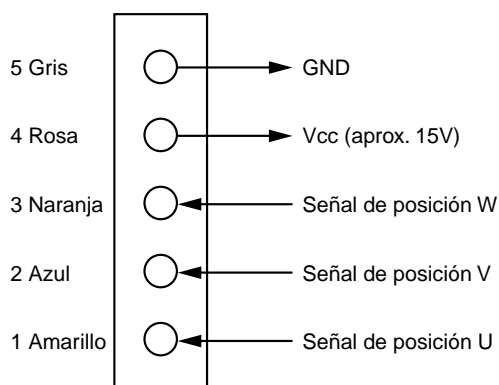 5 Gris GND
4 Rosa Vcc (aprox. 15V)
3 Naranja Señal de posición W
2 Azul Señal de posición V
1 Amarillo Señal de posición U